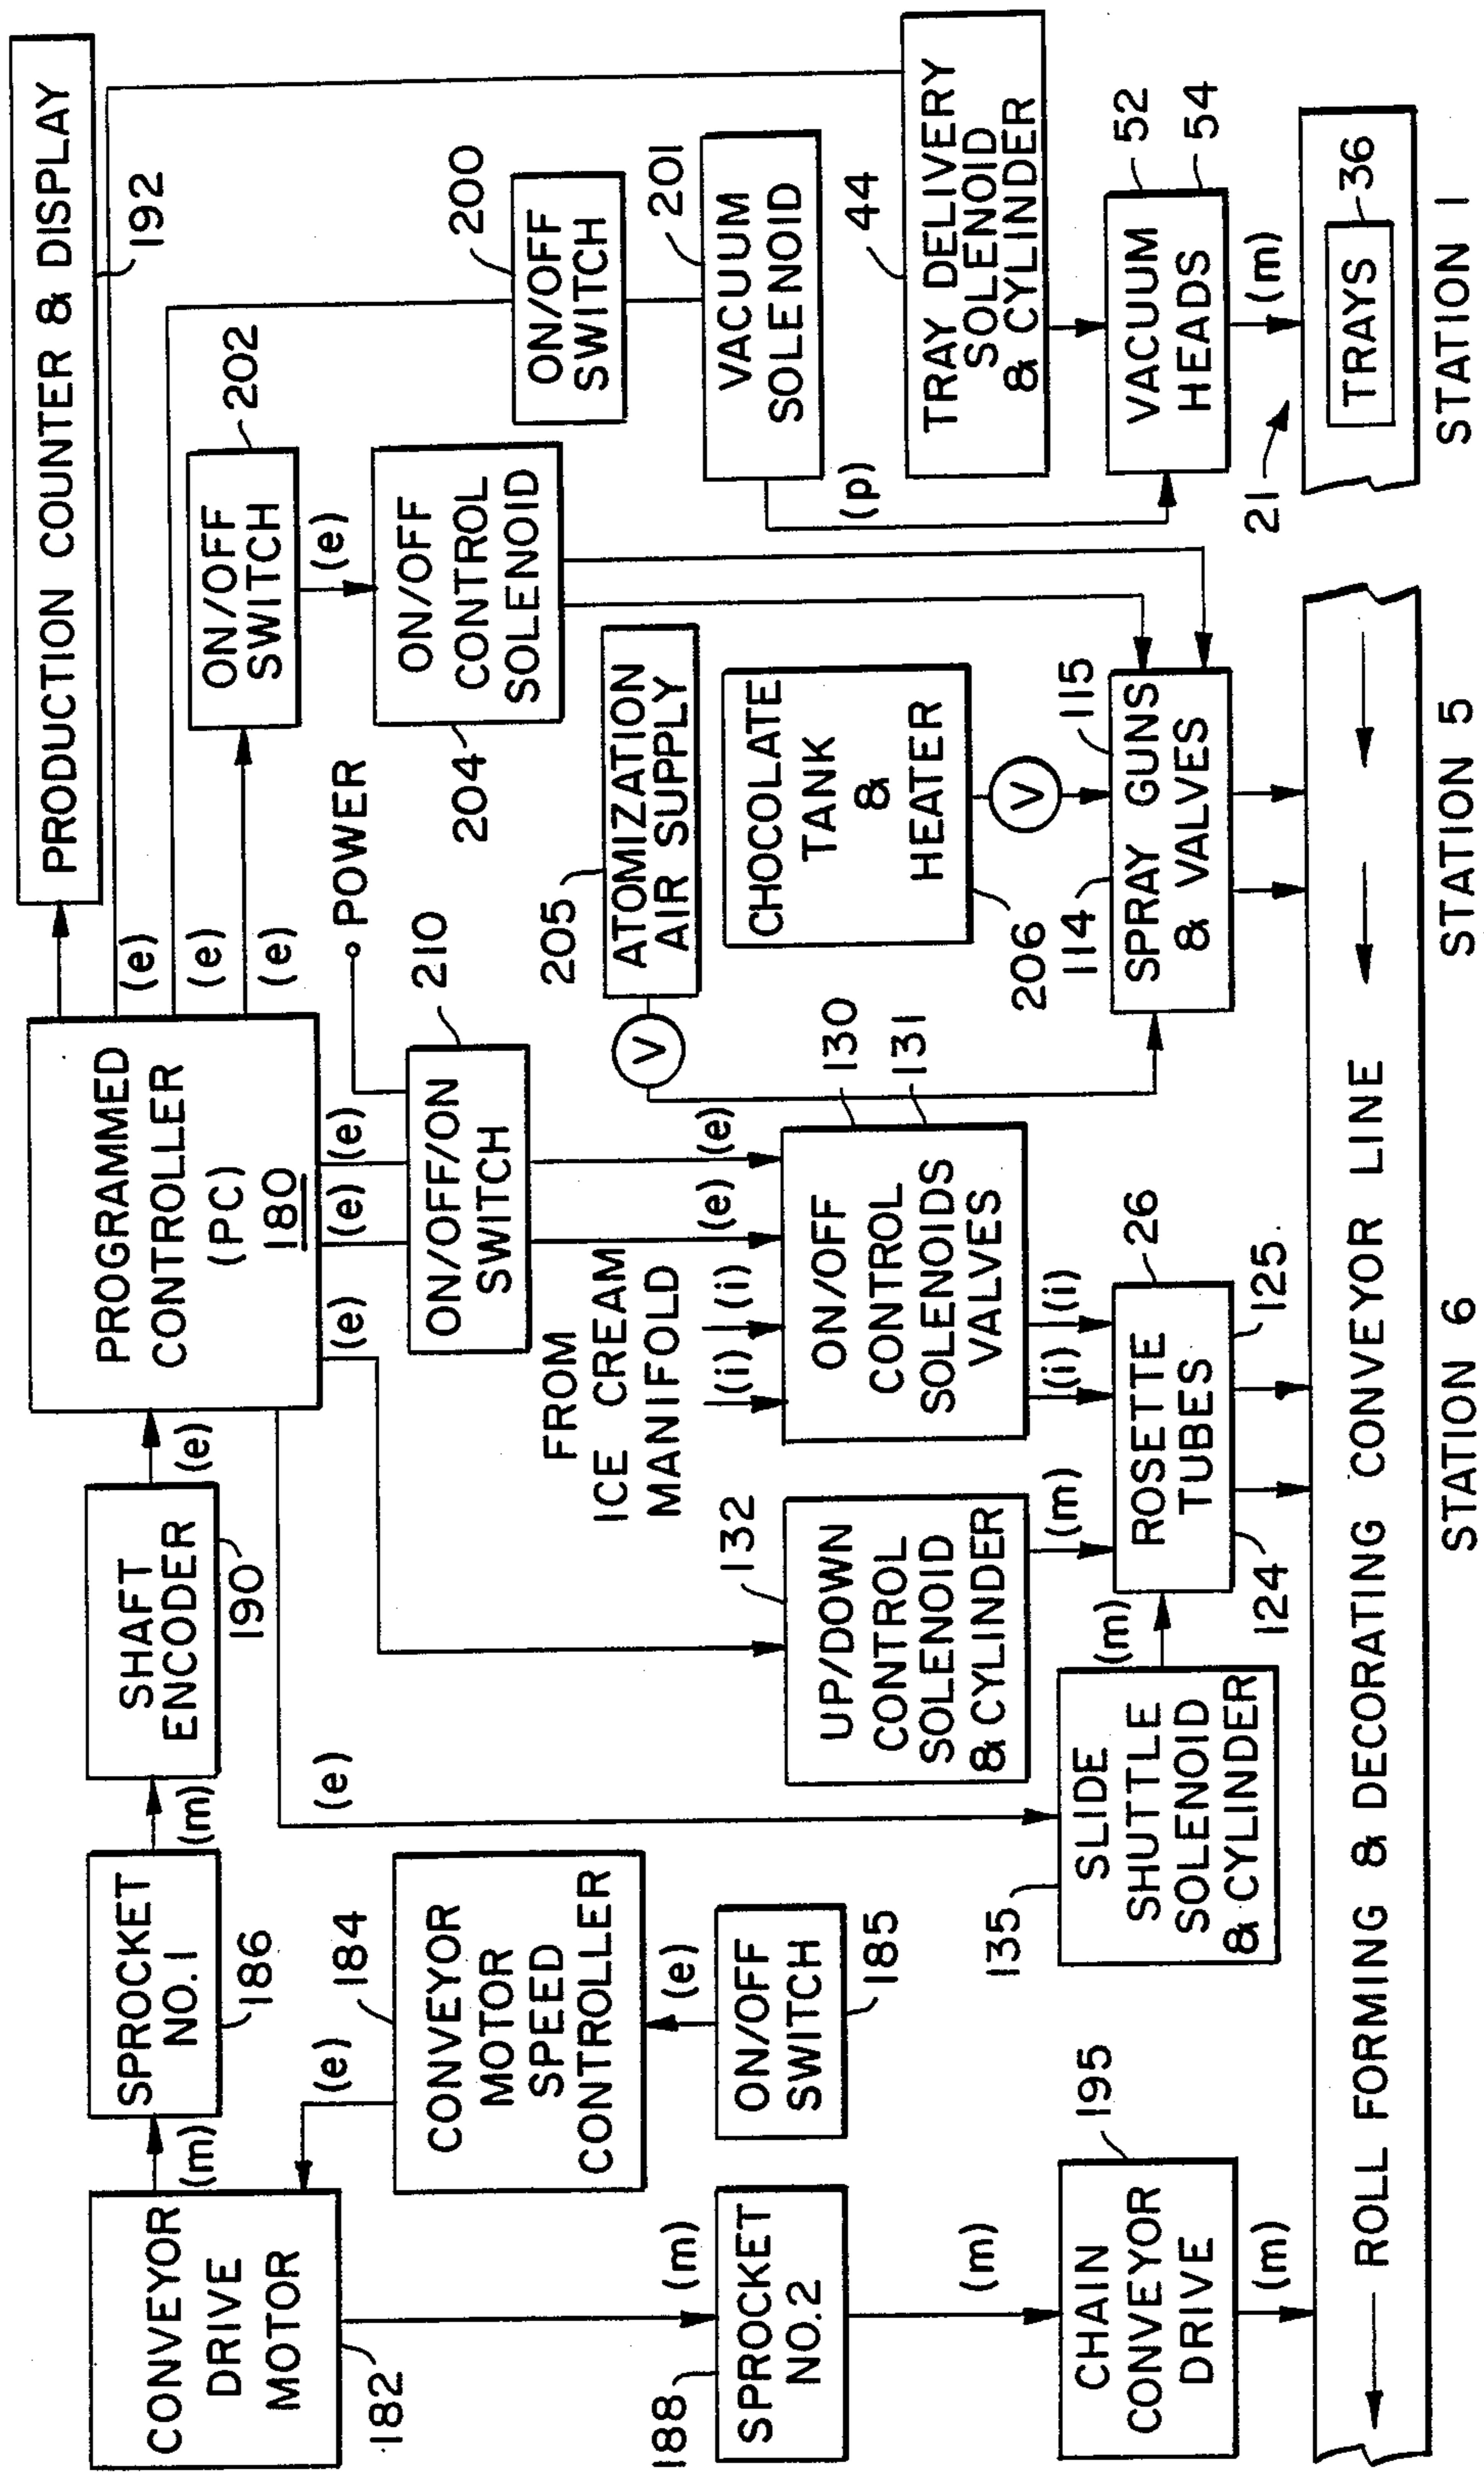 PRODUCTION COUNTER & DISPLAY
192
PROGRAMMED
CONTROLLER
(PC)
180
(e)
(e)
(e)
(e)
(e)
(e)
(e)
SHAFT
ENCODER
190
(e)
SPROCKET
NO.1
186
(m)
CONVEYOR
DRIVE
MOTOR
182
(m)
(e)
184
CONVEYOR
MOTOR
SPEED
CONTROLLER
(e)
ON/OFF
SWITCH
185
(m)
188
SPROCKET
NO.2
(m)
195
CHAIN
CONVEYOR
DRIVE
(m)
POWER
210
ON/OFF/ON
SWITCH
(e)
(e)
FROM
ICE CREAM
MANIFOLD
(i)
(i)
130
131
ON/OFF
CONTROL
SOLENOIDS
VALVES
(i)
(i)
132
UP/DOWN
CONTROL
SOLENOID
& CYLINDER
(m)
135
SLIDE
SHUTTLE
SOLENOID
& CYLINDER
(m)
26
ROSETTE
TUBES
124
125
202
ON/OFF
SWITCH
(e)
ON/OFF
CONTROL
SOLENOID
204
205
ATOMIZATION
AIR SUPPLY
V
CHOCOLATE
TANK
&
HEATER
206
V
114
115
SPRAY GUNS
& VALVES
200
ON/OFF
SWITCH
201
VACUUM
SOLENOID
(p)
44
TRAY DELIVERY
SOLENOID
& CYLINDER
52
54
VACUUM
HEADS
(m)
21
TRAYS
36
ROLL FORMING & DECORATING CONVEYOR LINE
STATION 6
STATION 5
STATION 1